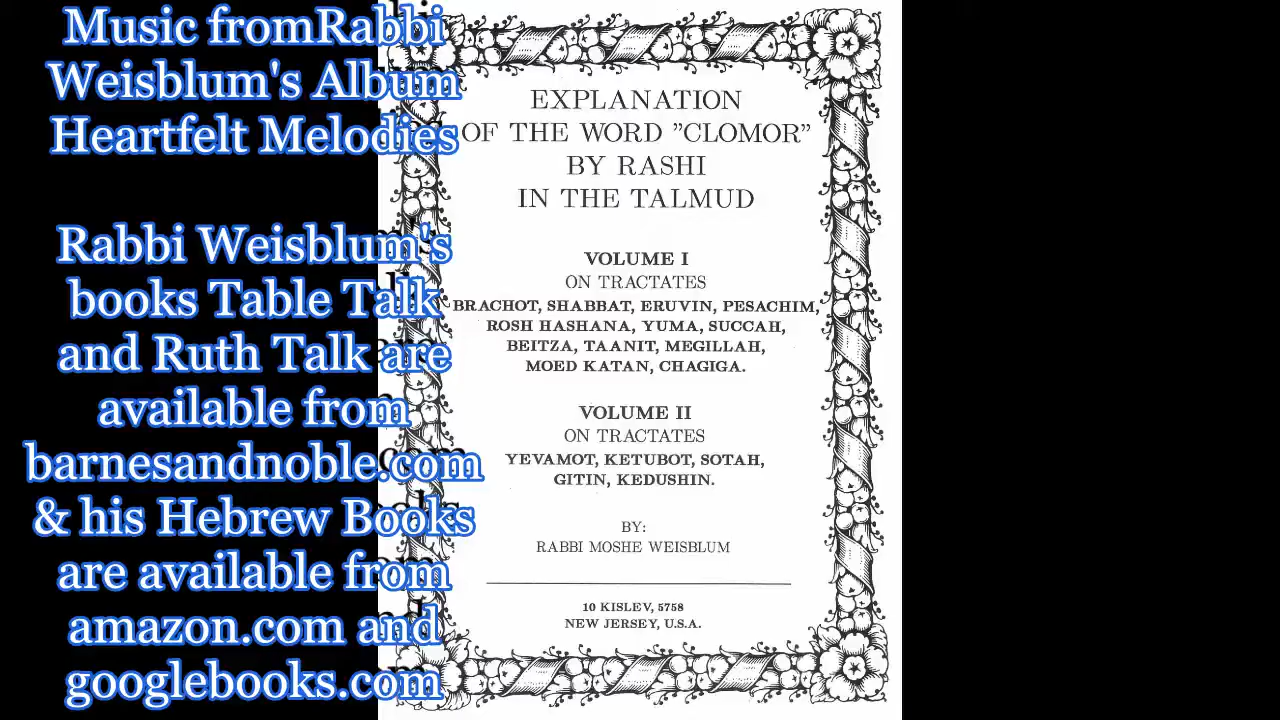 Music fromRabbi
Weisblum's Album
Heartfelt Melodies
Rabbi Weisblum's
books Table Talk
and Ruth Talk are
available from
barnesandnoble.com
& his Hebrew Books
are available from
amazon.com and
googlebooks.com
EXPLANATION
OF THE WORD "CLOMOR"
BY RASHI
IN THE TALMUD
VOLUME I
ON TRACTATES
BRACHOT, SHABBAT, ERUVIN, PESACHIM,
ROSH HASHANA, YUMA, SUCCAH,
BEITZA, TAANIT, MEGILLAH,
MOED KATAN, CHAGIGA.
VOLUME II
ON TRACTATES
YEVAMOT, KETUBOT, SOTAH,
GITIN, KEDUSHIN.
BY:
RABBI MOSHE WEISBLUM
10 KISLEV, 5758
NEW JERSEY, U.S.A.